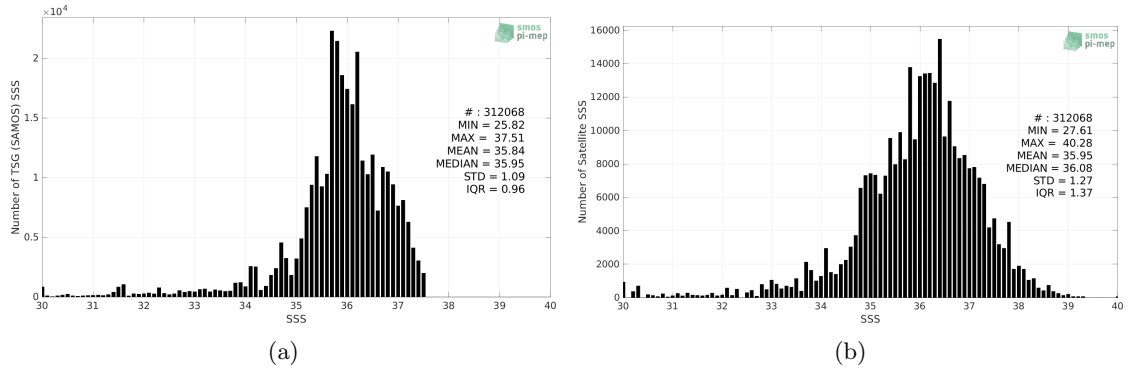 ×10⁴
2
1.5
1
0.5
0
Number of TSG (SAMOS) SSS
30 31 32 33 34 35 36 37 38 39 40
SSS
smos
pi-mep
# : 312068
MIN = 25.82
MAX = 37.51
MEAN = 35.84
MEDIAN = 35.95
STD = 1.09
IQR = 0.96
(a)
16000
14000
12000
10000
8000
6000
4000
2000
0
Number of Satellite SSS
30 31 32 33 34 35 36 37 38 39 40
SSS
smos
pi-mep
# : 312068
MIN = 27.61
MAX = 40.28
MEAN = 35.95
MEDIAN = 36.08
STD = 1.27
IQR = 1.37
(b)